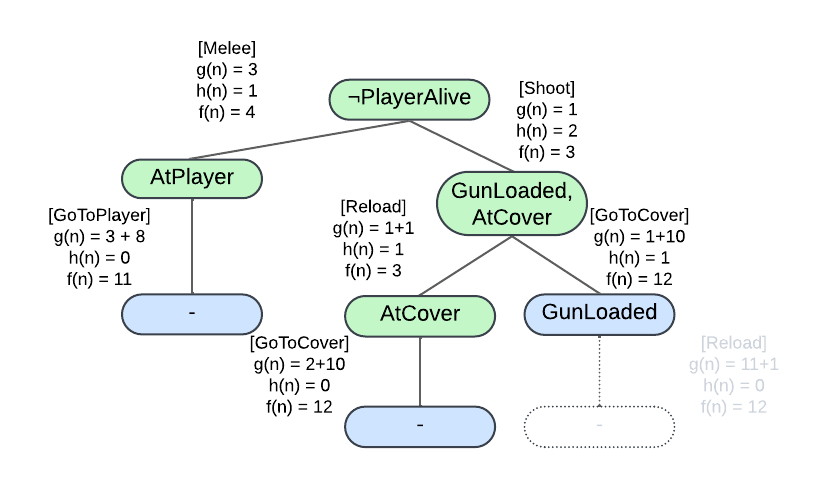 [Melee]
g(n) = 3
h(n) = 1
f(n) = 4
¬PlayerAlive
[Shoot]
g(n) = 1
h(n) = 2
f(n) = 3
AtPlayer
GunLoaded,
AtCover
[GoToPlayer]
g(n) = 3 + 8
h(n) = 0
f(n) = 11
[Reload]
g(n) = 1+1
h(n) = 1
f(n) = 3
[GoToCover]
g(n) = 1+10
h(n) = 1
f(n) = 12
-
AtCover
GunLoaded
[GoToCover]
g(n) = 2+10
h(n) = 0
f(n) = 12
[Reload]
g(n) = 11+1
h(n) = 0
f(n) = 12
-
-